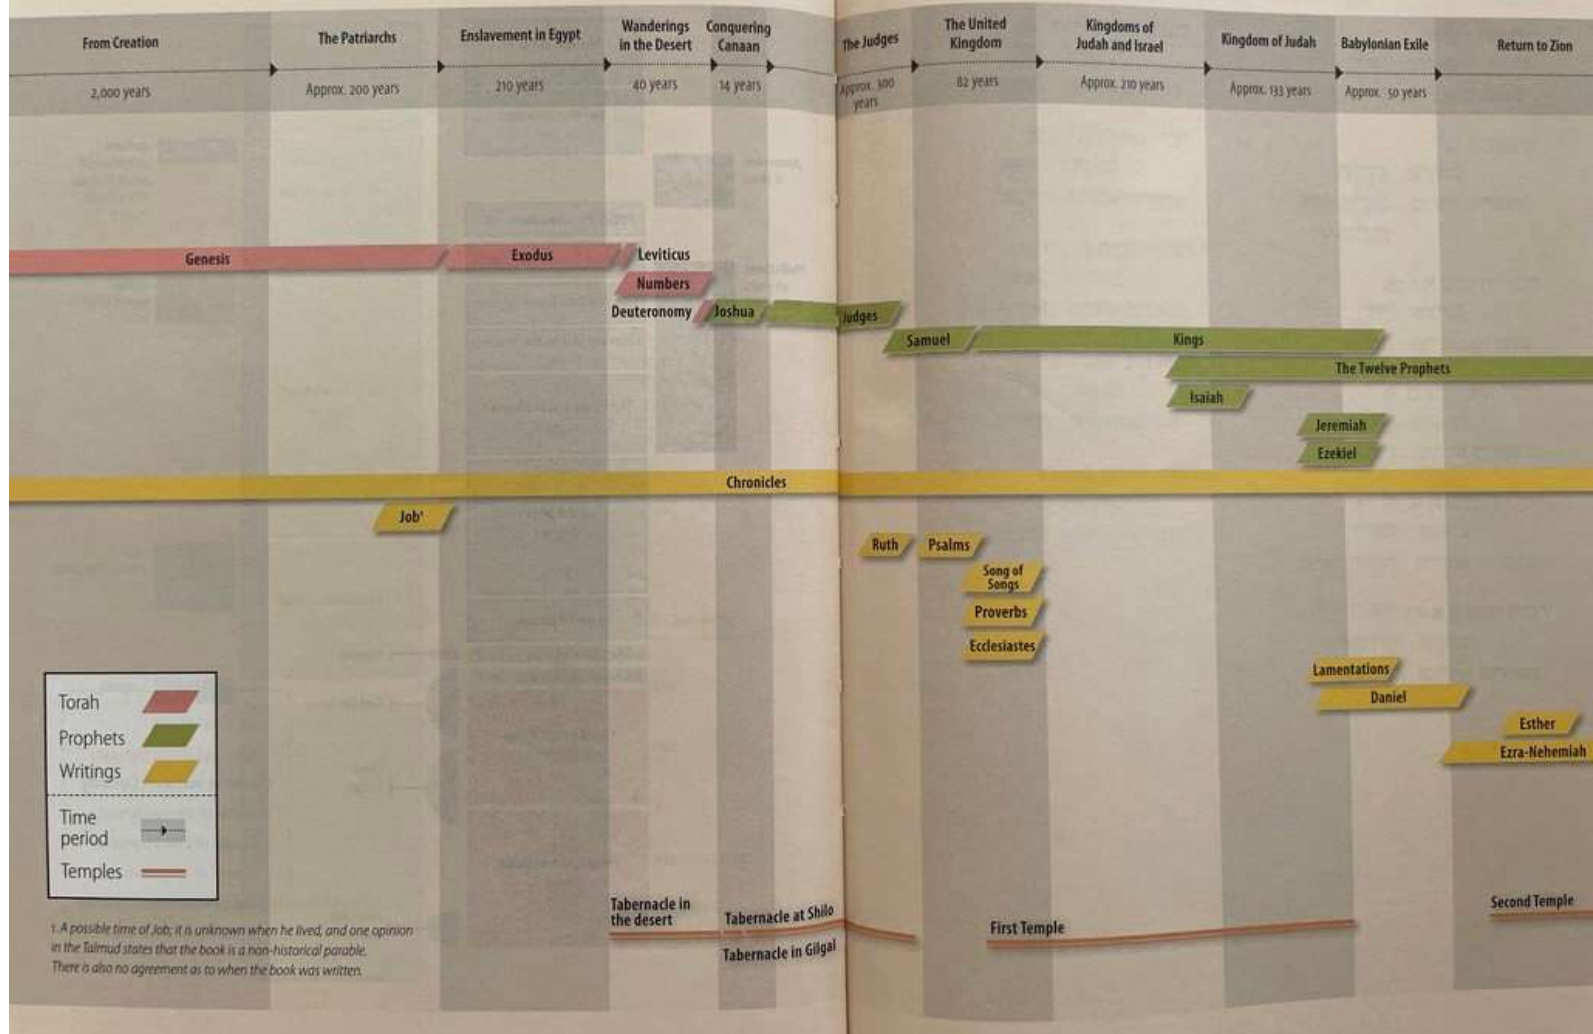 From Creation
The Patriarchs
Enslavement in Egypt
Wanderings
in the Desert
Conquering
Canaan
The Judges
The United
Kingdom
Kingdoms of
Judah and Israel
Kingdom of Judah
Babylonian Exile
Return to Zion
2,000 years
Approx. 200 years
210 years
40 years
14 years
Approx. 300
years
82 years
Approx. 210 years
Approx. 133 years
Approx. 50 years
Genesis
Exodus
Leviticus
Numbers
Deuteronomy
Joshua
Judges
Samuel
Kings
The Twelve Prophets
Isaiah
Jeremiah
Ezekiel
Chronicles
Job¹
Ruth
Psalms
Song of
Songs
Proverbs
Ecclesiastes
Lamentations
Daniel
Esther
Ezra-Nehemiah
Torah
Prophets
Writings
Time
period
Temples
Tabernacle in
the desert
Tabernacle at Shilo
Tabernacle in Gilgal
First Temple
Second Temple
1. A possible time of Job; it is unknown when he lived, and one opinion
in the Talmud states that the book is a non-historical parable.
There is also no agreement as to when the book was written.